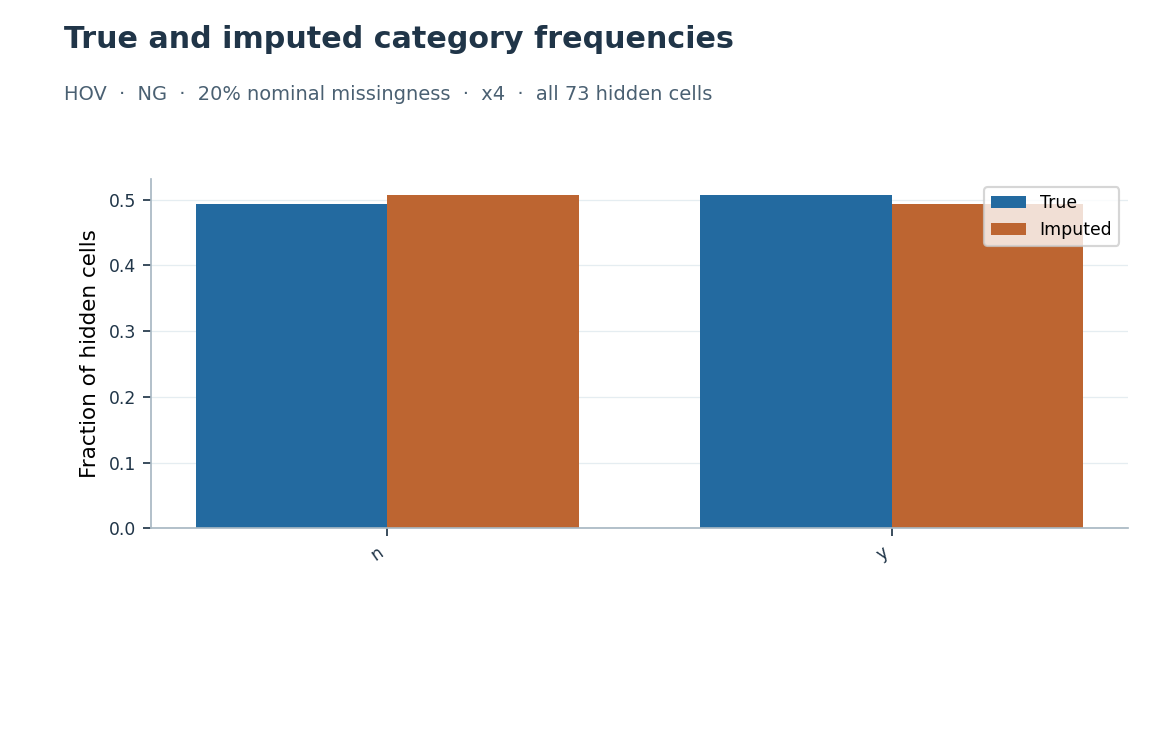 True and imputed category frequencies
HOV · NG · 20% nominal missingness · x4 · all 73 hidden cells
Fraction of hidden cells
0.5
0.4
0.3
0.2
0.1
0.0
True
Imputed
n
y